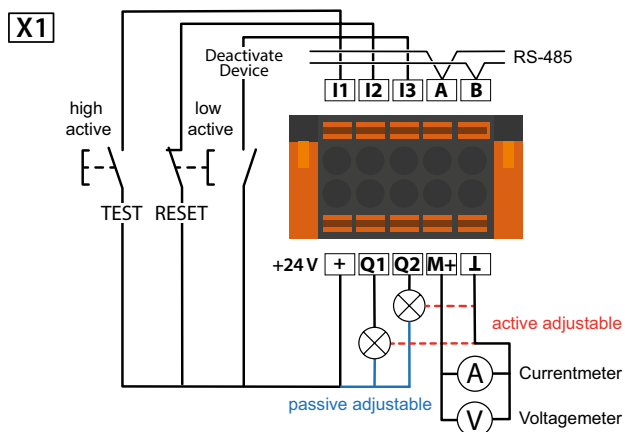 X1
RS-485
Deactivate
Device
I1 I2 I3 A B
high
active
low
active
TEST RESET
+24 V + Q1 Q2 M+ ⊥
active adjustable
passive adjustable
A Currentmeter
V Voltagemeter